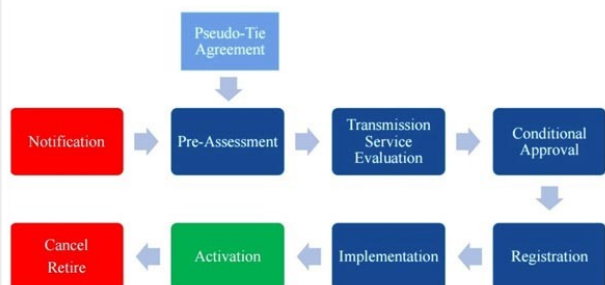 Pseudo-Tie
Agreement
Notification
Pre-Assessment
Transmission
Service
Evaluation
Conditional
Approval
Cancel
Retire
Activation
Implementation
Registration